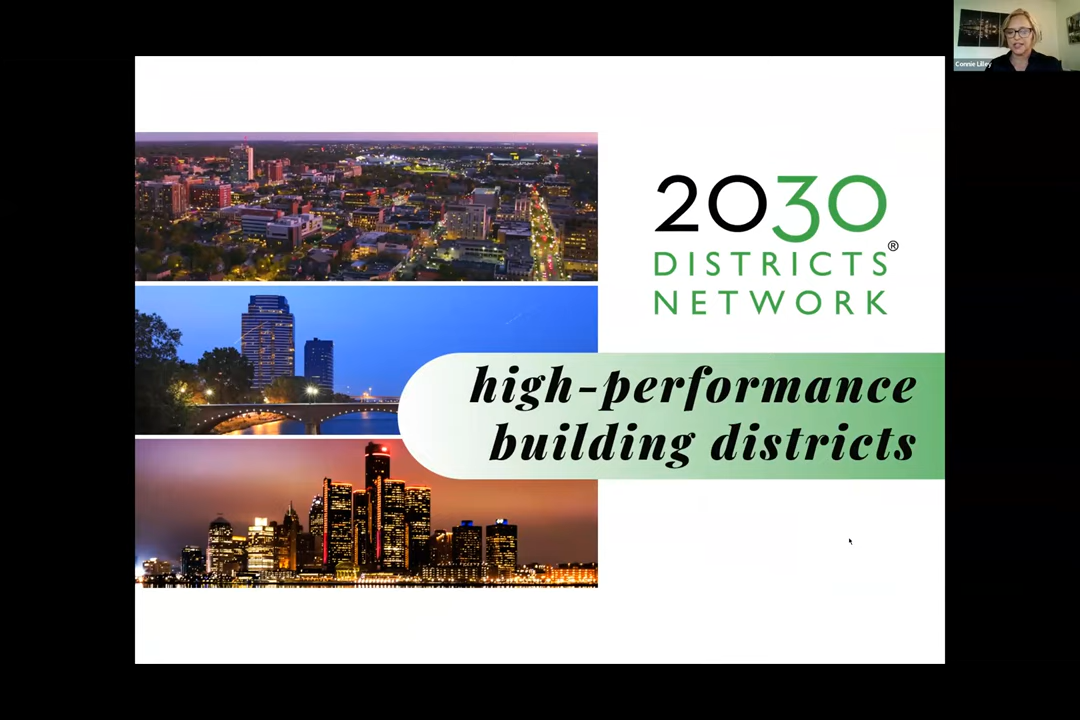 Connie Lilley
2030
DISTRICTS®
NETWORK
high-performance
building districts